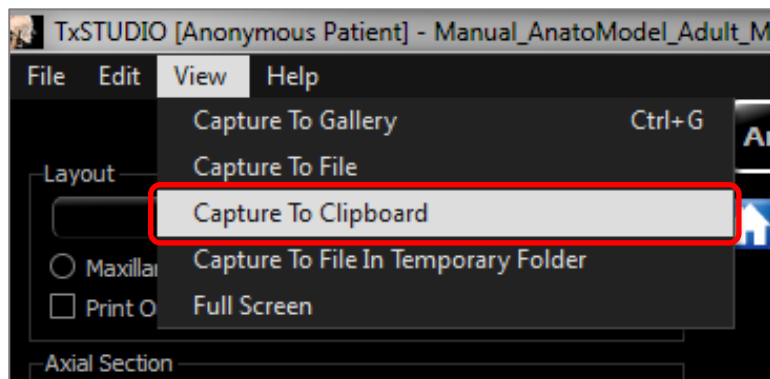 TxSTUDIO [Anonymous Patient] - Manual_AnatoModel_Adult_M
File Edit View Help
Capture To Gallery Ctrl+G
Layout
Capture To File
Capture To Clipboard
Maxillar
Capture To File In Temporary Folder
Print O
Full Screen
Axial Section